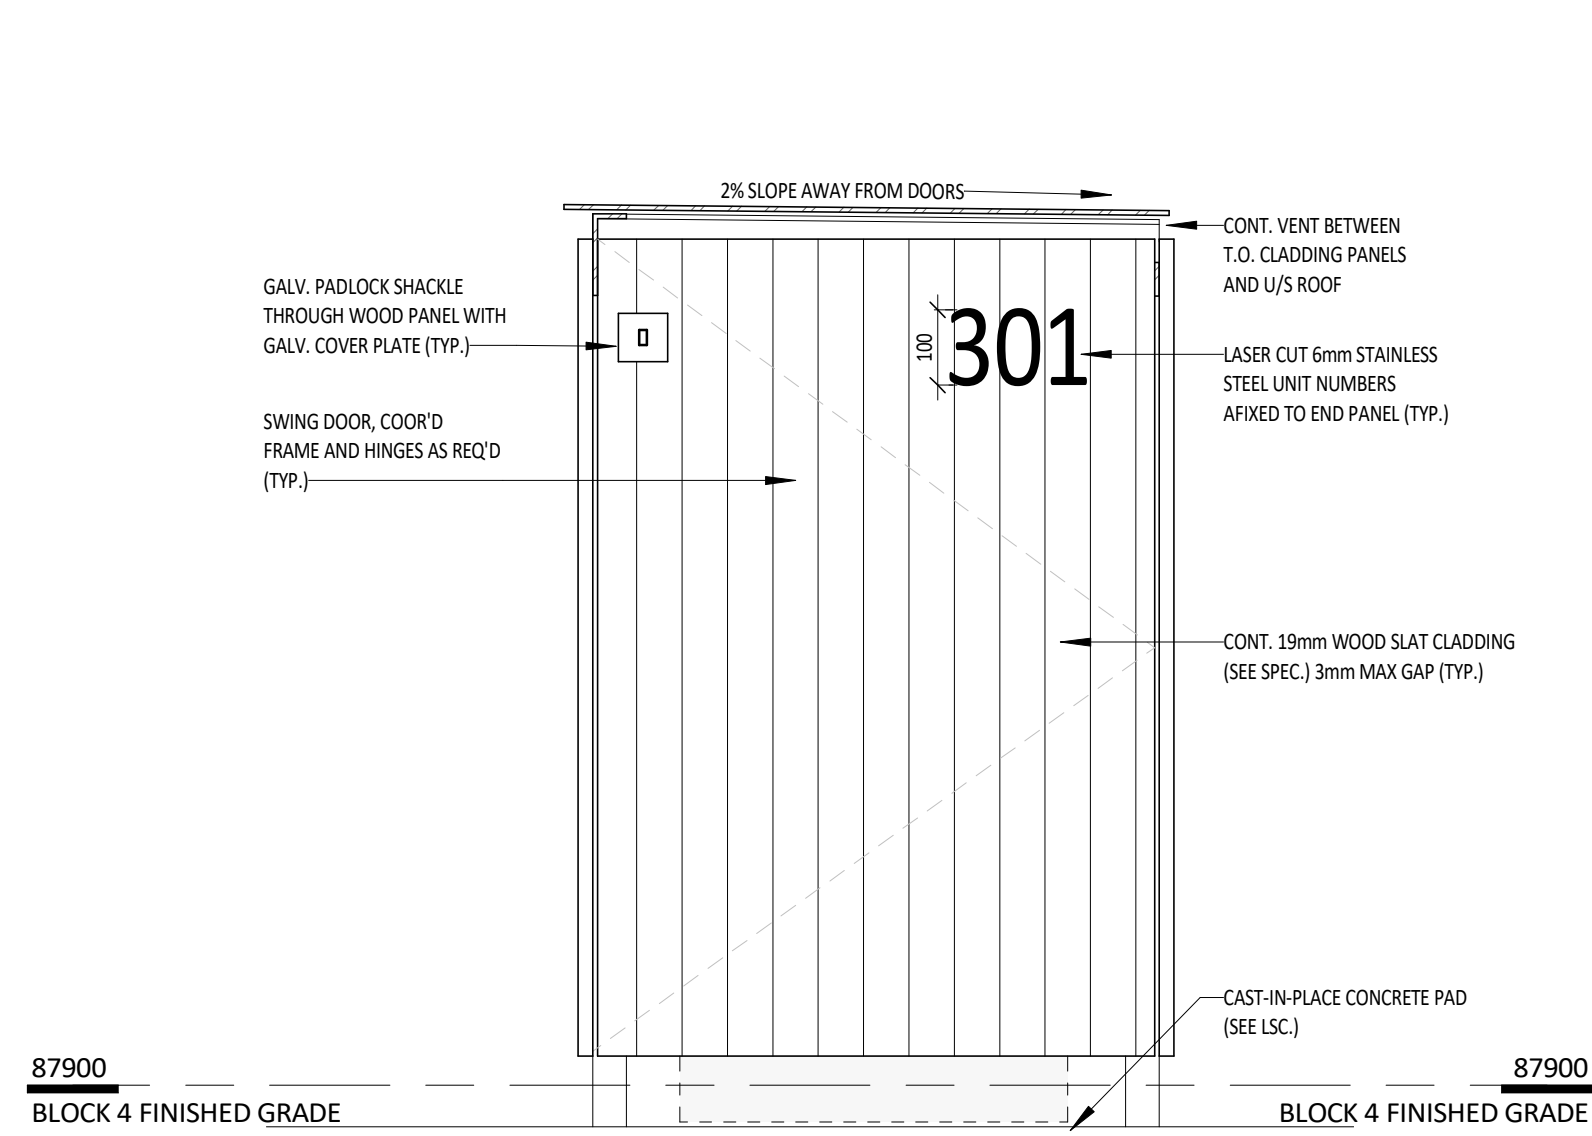 2% SLOPE AWAY FROM DOORS
CONT. VENT BETWEEN
T.O. CLADDING PANELS
AND U/S ROOF
GALV. PADLOCK SHACKLE
THROUGH WOOD PANEL WITH
GALV. COVER PLATE (TYP.)
100
301
LASER CUT 6mm STAINLESS
STEEL UNIT NUMBERS
AFIXED TO END PANEL (TYP.)
SWING DOOR, COOR'D
FRAME AND HINGES AS REQ'D
(TYP.)
CONT. 19mm WOOD SLAT CLADDING
(SEE SPEC.) 3mm MAX GAP (TYP.)
CAST-IN-PLACE CONCRETE PAD
(SEE LSC.)
87900
BLOCK 4 FINISHED GRADE
87900
BLOCK 4 FINISHED GRADE